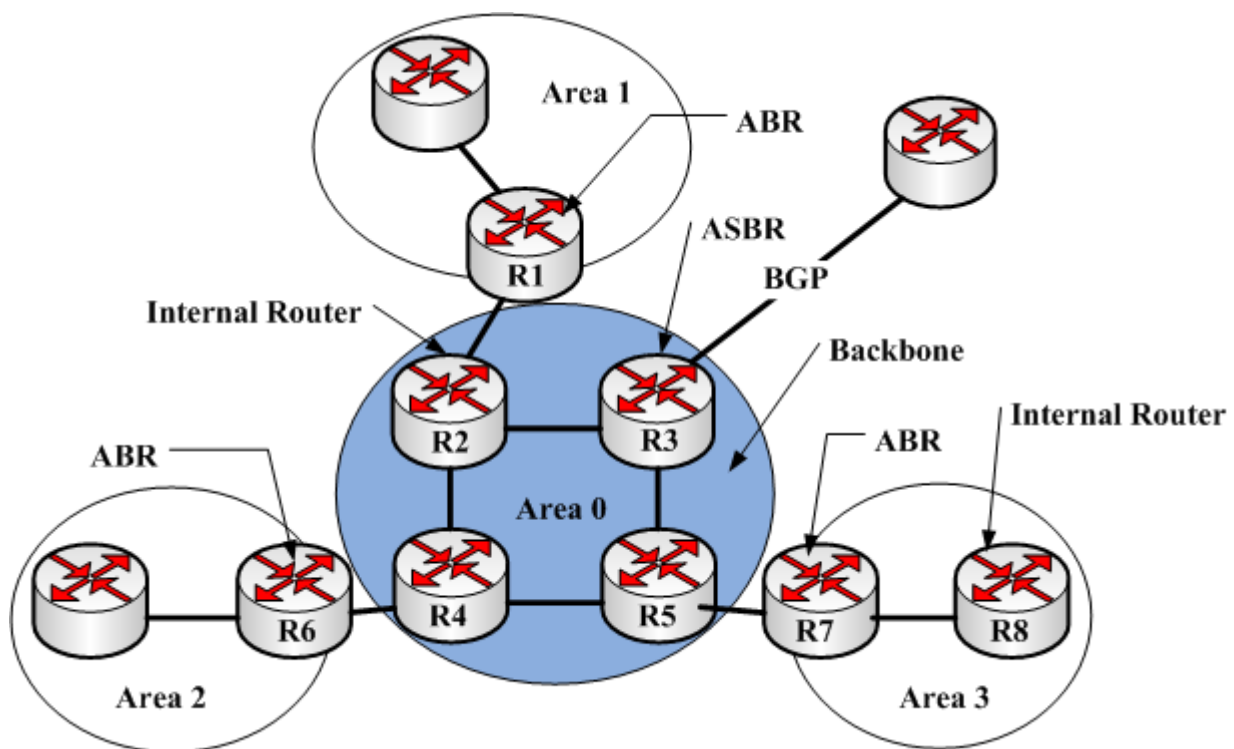 Area 1
ABR
R1
ASBR
BGP
Internal Router
Backbone
R2
R3
Internal Router
ABR
ABR
Area 0
R4
R5
R6
R7
R8
Area 2
Area 3